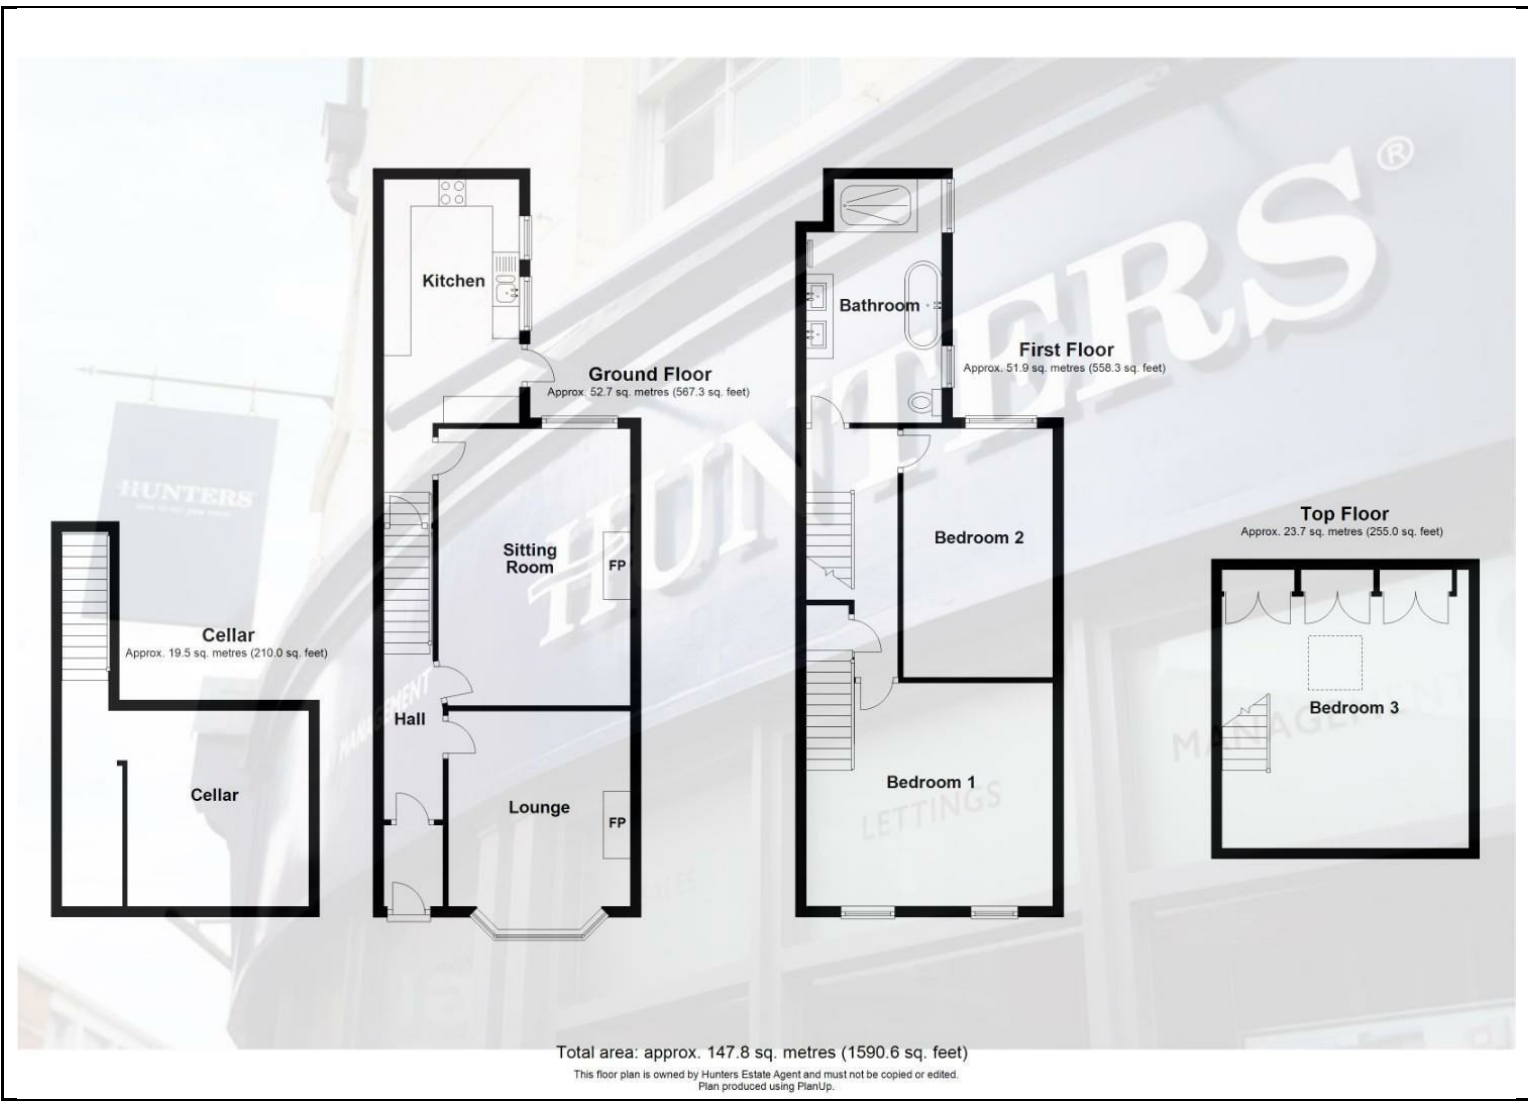 HUNTERS®
HUNTERS
MANAGEMENT
MANAGEMENT
LETTINGS
Kitchen
Ground Floor
Approx. 52.7 sq. metres (567.3 sq. feet)
Sitting
Room
FP
Hall
Lounge
FP
Cellar
Approx. 19.5 sq. metres (210.0 sq. feet)
Cellar
Bathroom
First Floor
Approx. 51.9 sq. metres (558.3 sq. feet)
Bedroom 2
Bedroom 1
Top Floor
Approx. 23.7 sq. metres (255.0 sq. feet)
Bedroom 3
Total area: approx. 147.8 sq. metres (1590.6 sq. feet)
This floor plan is owned by Hunters Estate Agent and must not be copied or edited.
Plan produced using PlanUp.